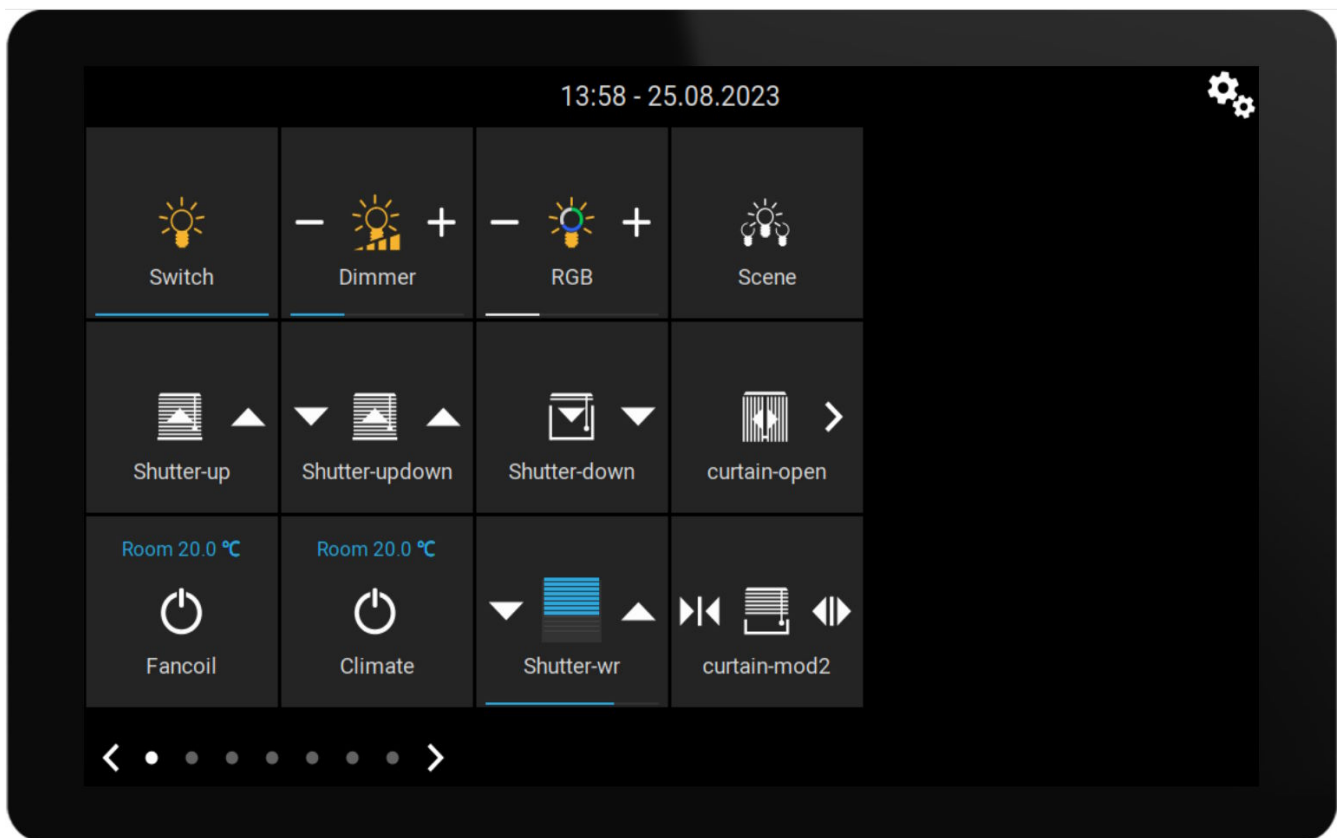 13:58 - 25.08.2023
Switch
Dimmer
RGB
Scene
Shutter-up
Shutter-updown
Shutter-down
curtain-open
Room 20.0 ℃
Room 20.0 ℃
Fancoil
Climate
Shutter-wr
curtain-mod2